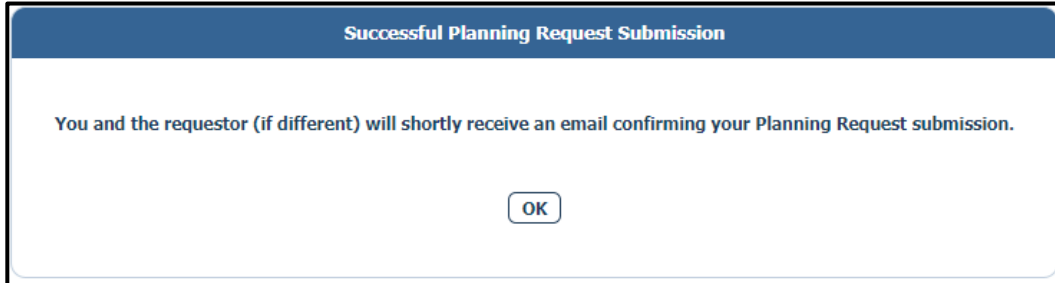 Successful Planning Request Submission
You and the requestor (if different) will shortly receive an email confirming your Planning Request submission.
OK